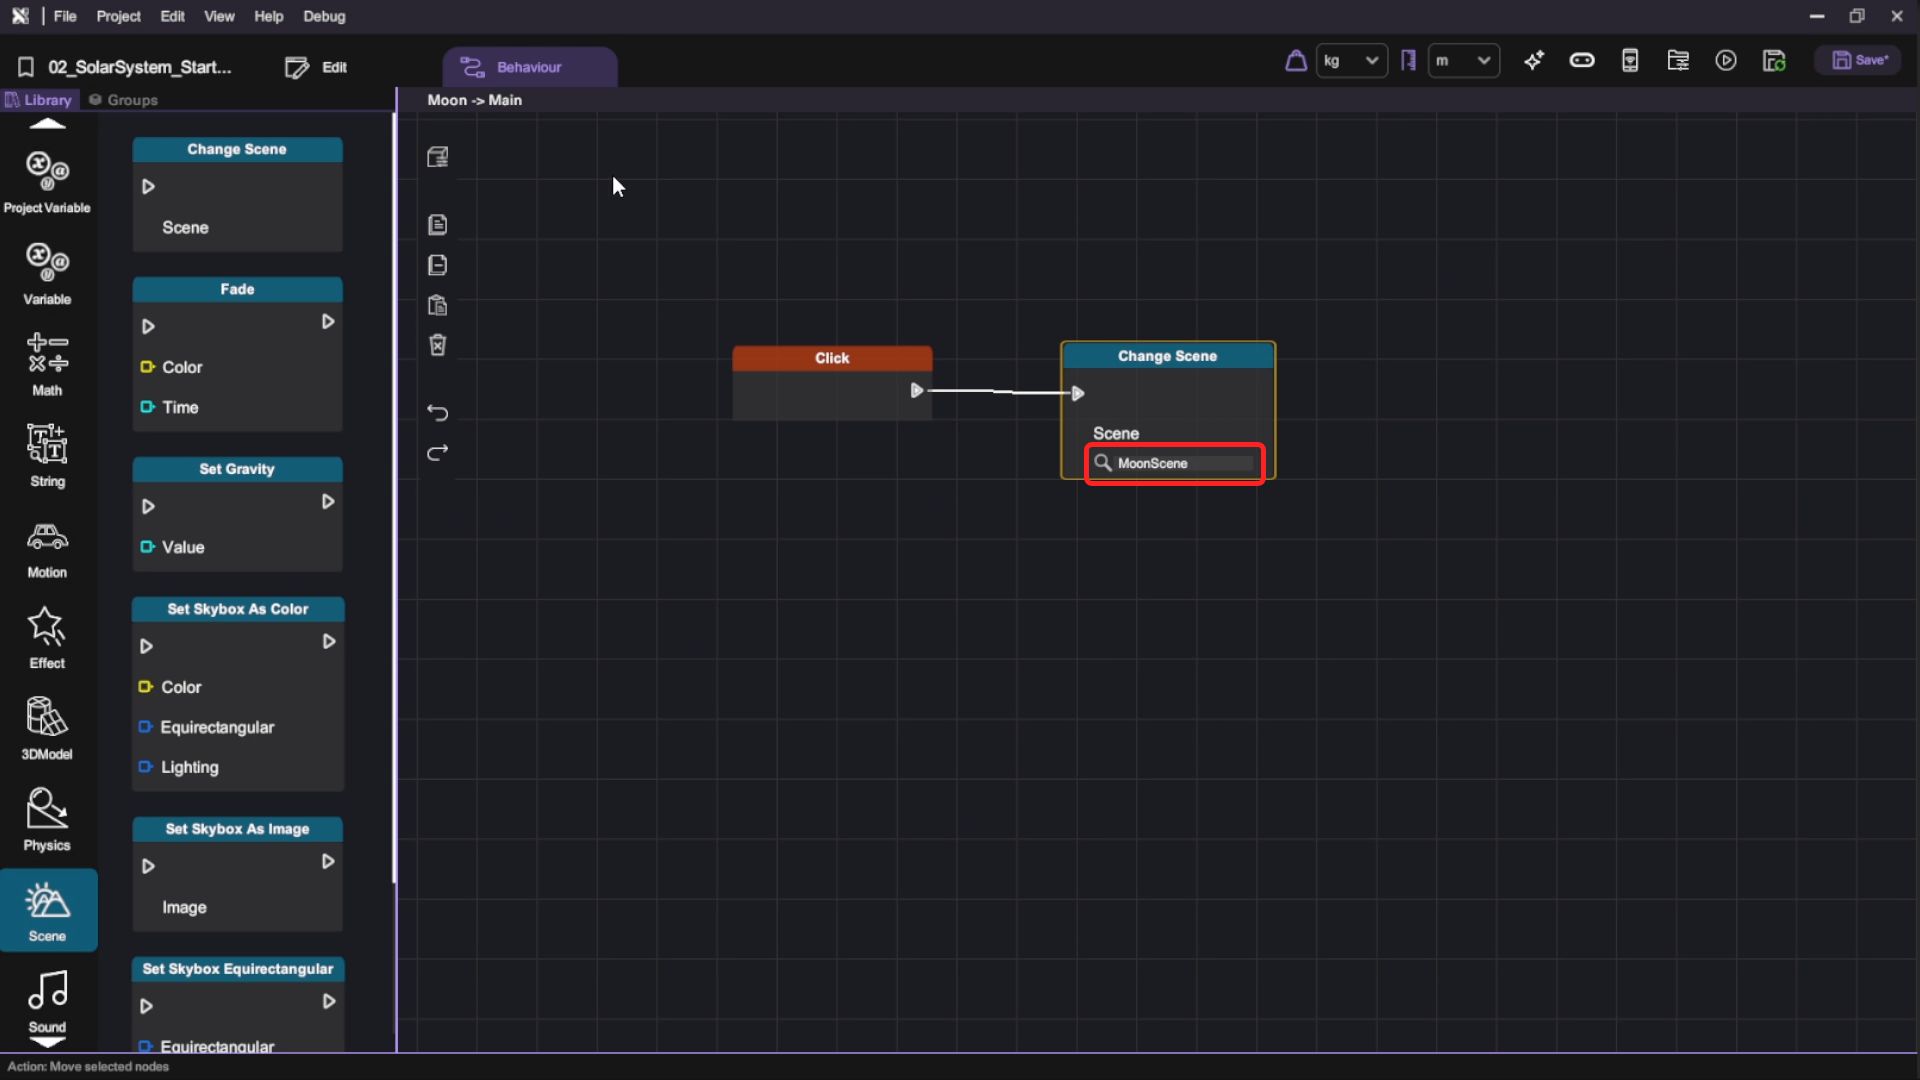 File Project Edit View Help Debug
02_SolarSystem_Start...
Edit
Behaviour
kg
m
Save*
Library
Groups
Moon -> Main
Project Variable
Variable
Math
String
Motion
Effect
3DModel
Physics
Scene
Sound
Change Scene
Scene
Fade
Color
Time
Set Gravity
Value
Set Skybox As Color
Color
Equirectangular
Lighting
Set Skybox As Image
Image
Set Skybox Equirectangular
Equirectangular
Click
Change Scene
Scene
MoonScene
Action: Move selected nodes